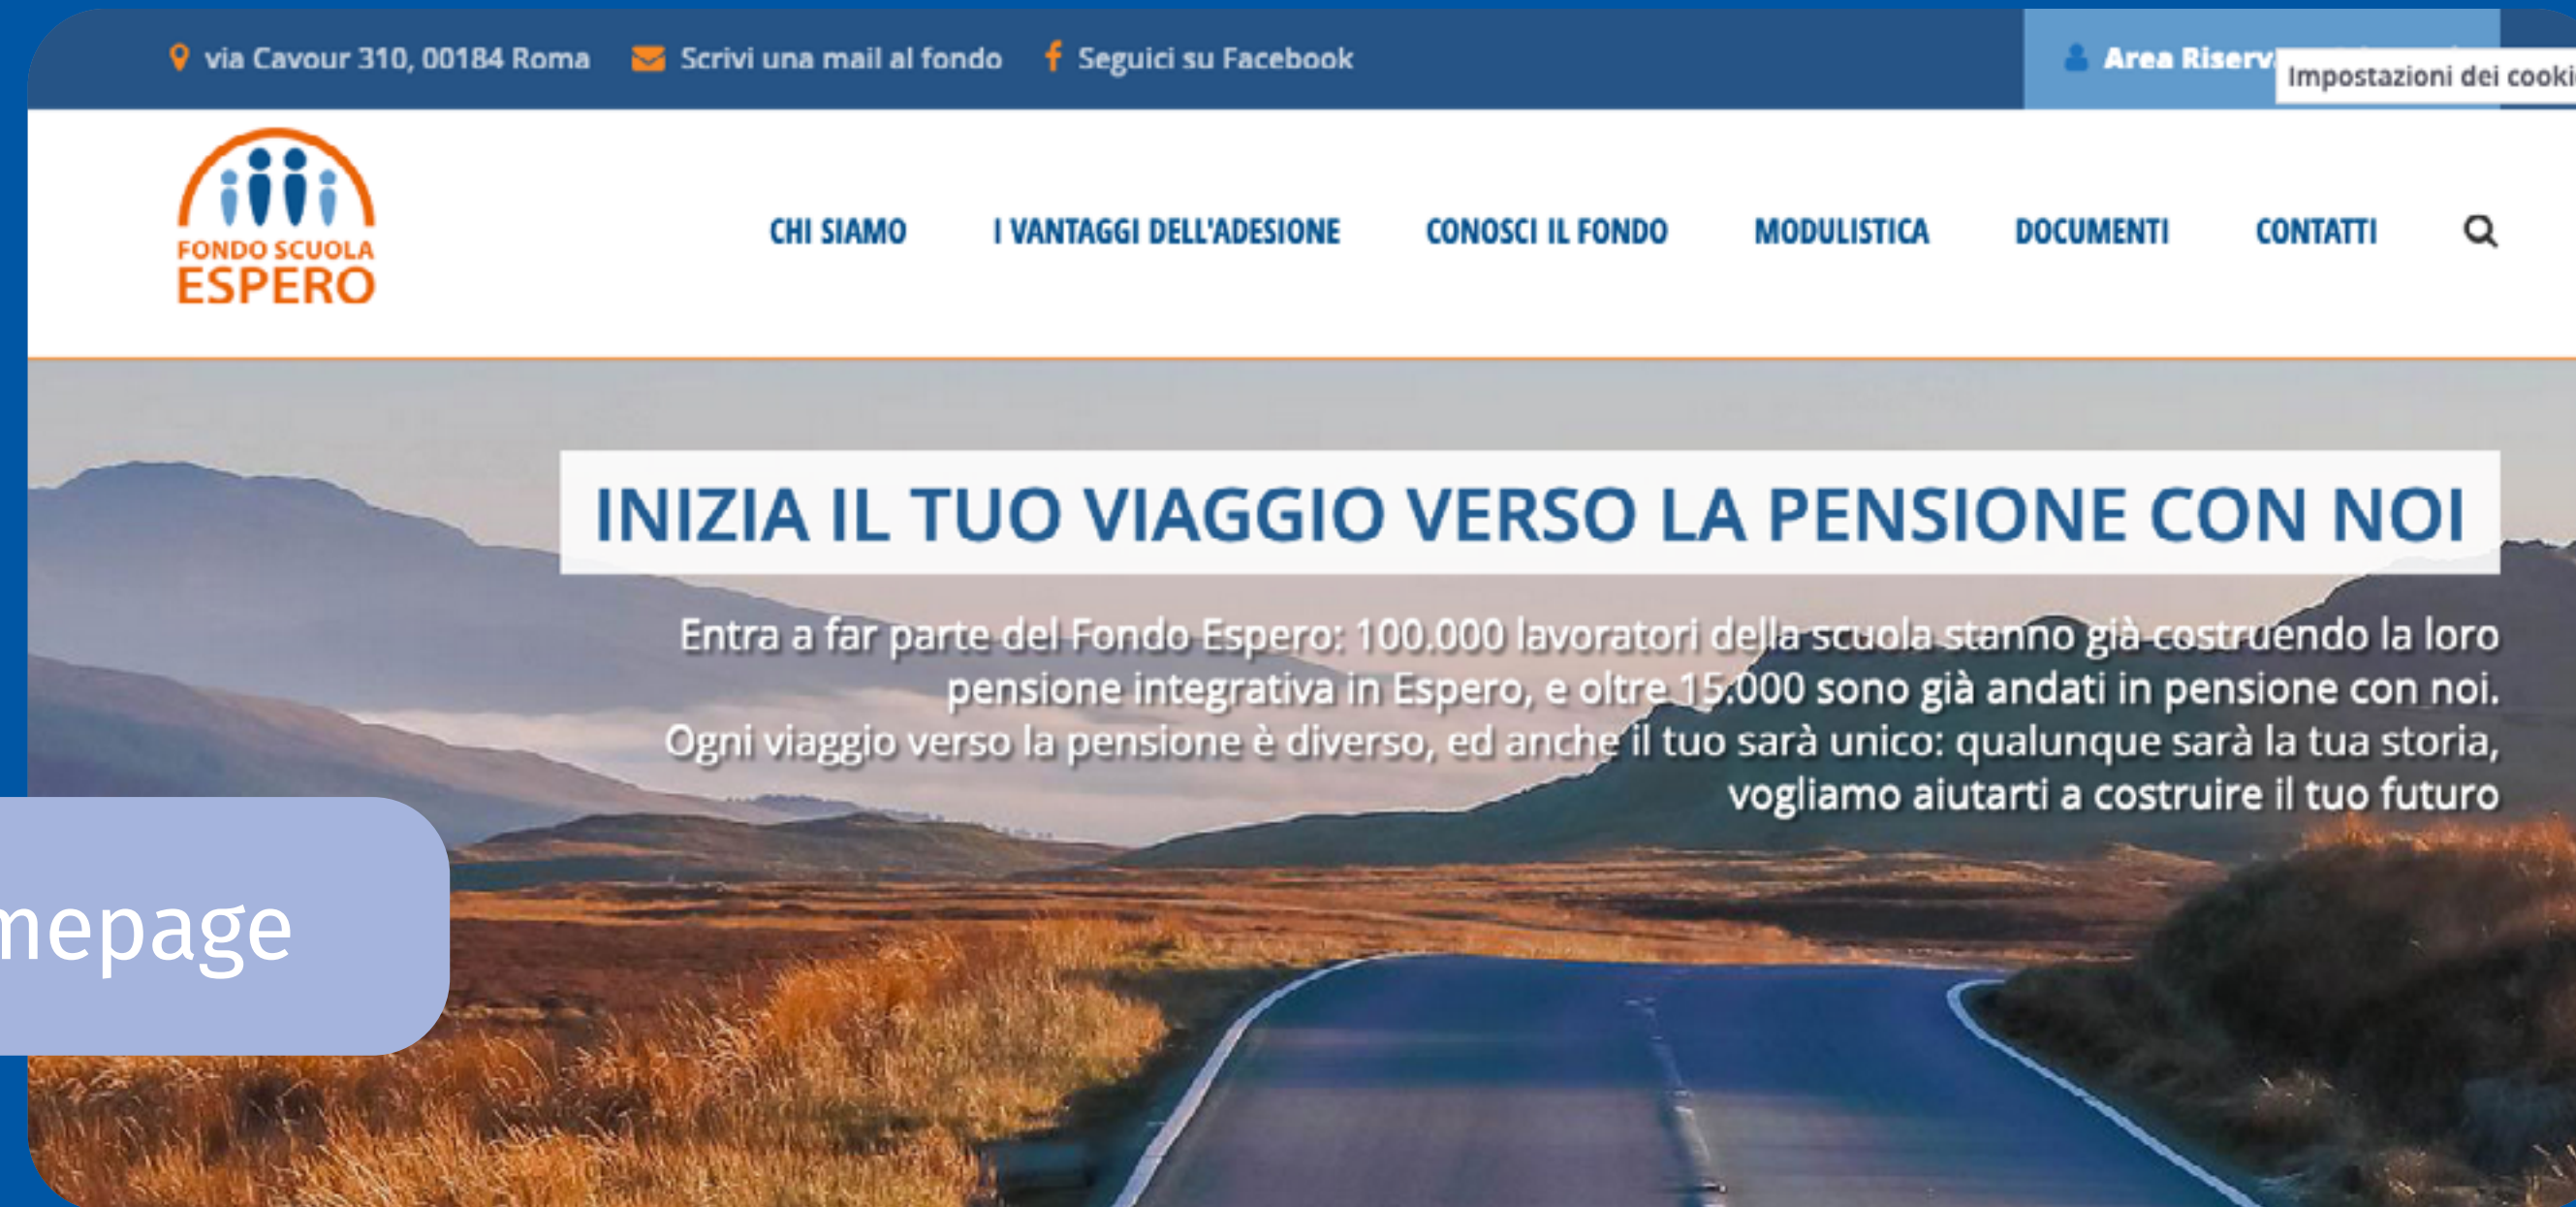 via Cavour 310, 00184 Roma Scrivi una mail al fondo Seguici su Facebook
Area Riserv
Impostazioni dei cooki
FONDO SCUOLA
ESPERO
CHI SIAMO I VANTAGGI DELL'ADESIONE CONOSCI IL FONDO MODULISTICA DOCUMENTI CONTATTI
INIZIA IL TUO VIAGGIO VERSO LA PENSIONE CON NOI
Entra a far parte del Fondo Espero: 100.000 lavoratori della scuola stanno già costruendo la loro
pensione integrativa in Espero, e oltre 15.000 sono già andati in pensione con noi.
Ogni viaggio verso la pensione è diverso, ed anche il tuo sarà unico: qualunque sarà la tua storia,
vogliamo aiutarti a costruire il tuo futuro
mepage